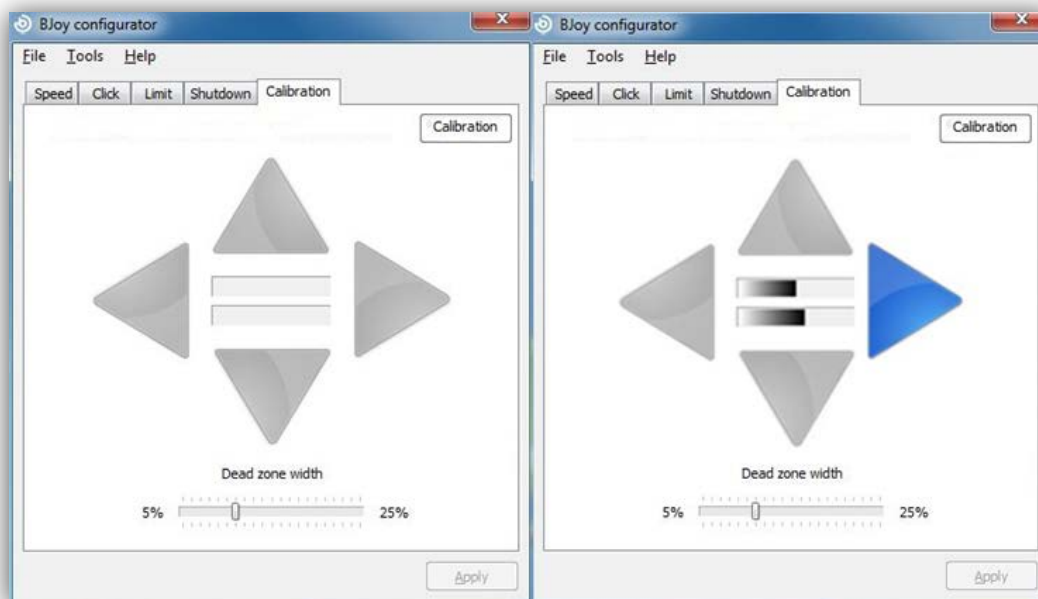 BJoy configurator
File Tools Help
Speed Click Limit Shutdown Calibration
Calibration
Dead zone width
5% 25%
Apply
BJoy configurator
File Tools Help
Speed Click Limit Shutdown Calibration
Calibration
Dead zone width
5% 25%
Apply